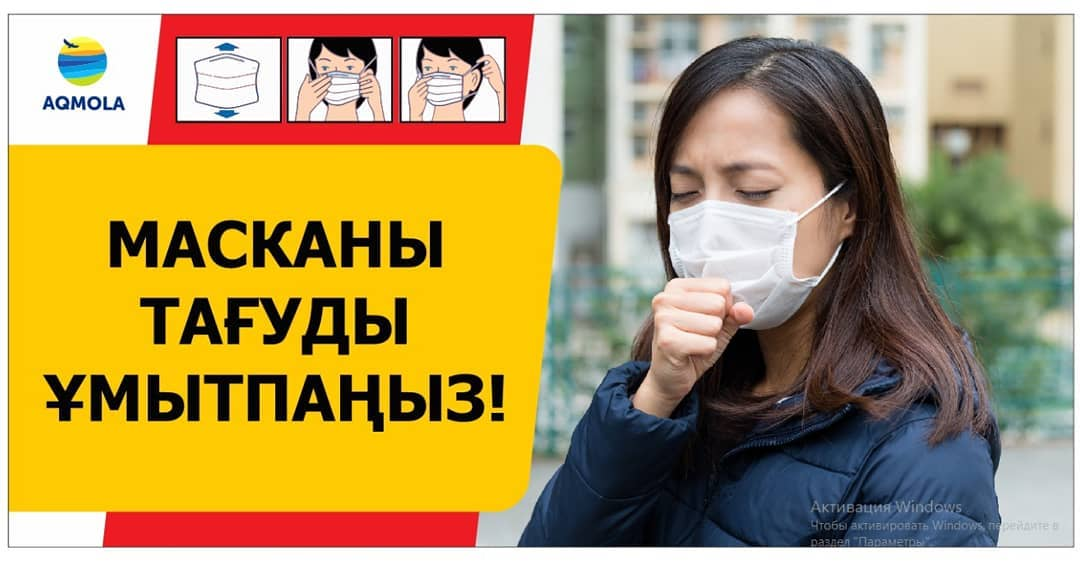 AQMOLA
МАСКАНЫ
ТАҒУДЫ
ҰМЫТПАҢЫЗ!
Активация Windows
Чтобы активировать Windows, перейдите в
раздел "Параметры".